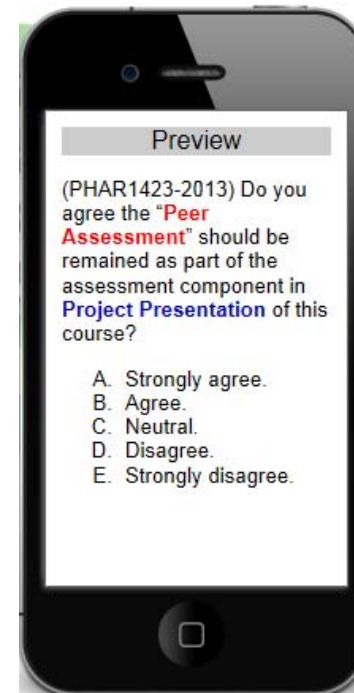 Preview
(PHAR1423-2013) Do you
agree the “Peer
Assessment” should be
remained as part of the
assessment component in
Project Presentation of this
course?
A. Strongly agree.
B. Agree.
C. Neutral.
D. Disagree.
E. Strongly disagree.